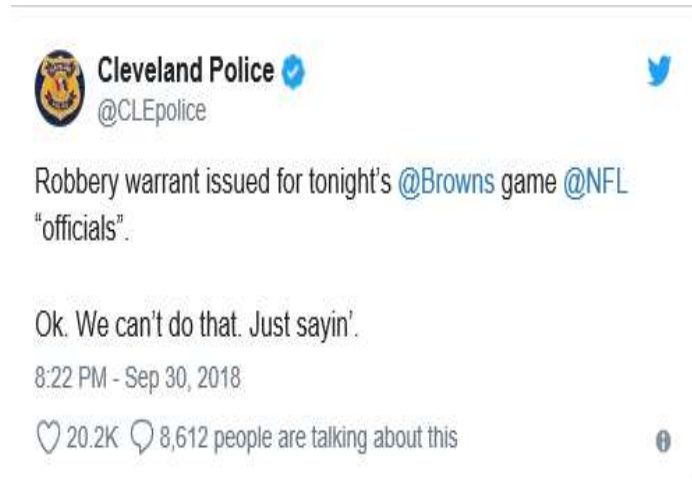 Cleveland Police
@CLEpolice
Robbery warrant issued for tonight's @Browns game @NFL
“officials”.
Ok. We can't do that. Just sayin'.
8:22 PM - Sep 30, 2018
20.2K 8,612 people are talking about this